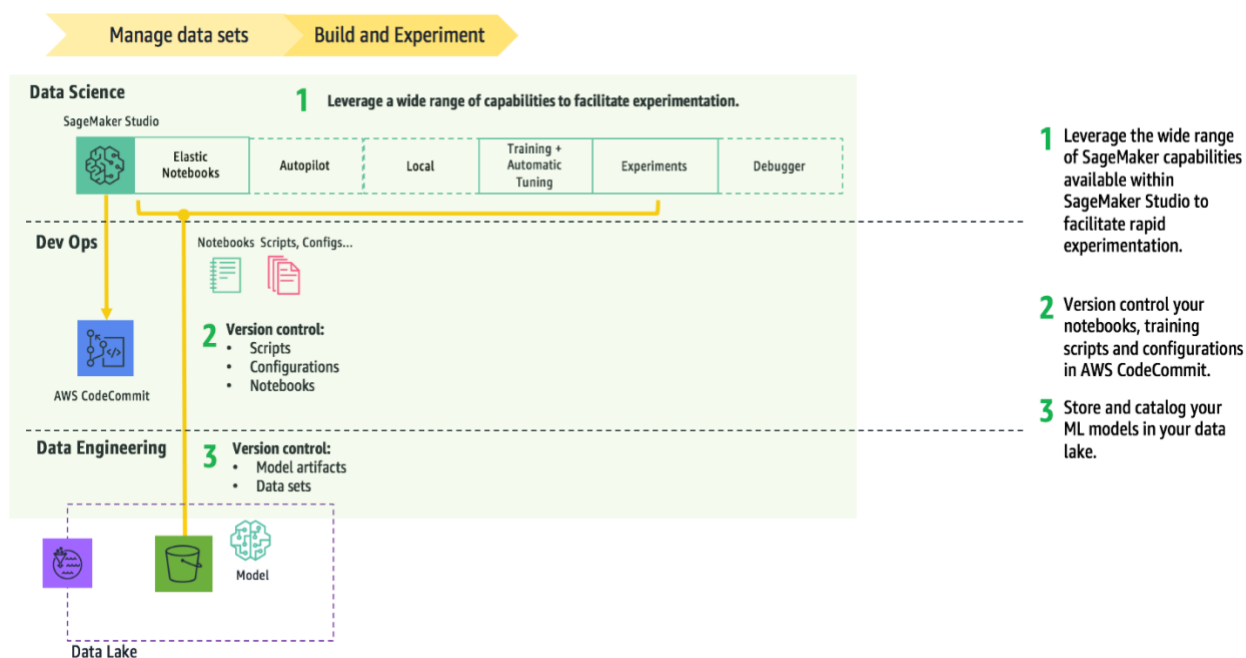 Manage data sets
Build and Experiment
Data Science
1 Leverage a wide range of capabilities to facilitate experimentation.
SageMaker Studio
Elastic
Notebooks
Autopilot
Local
Training +
Automatic
Tuning
Experiments
Debugger
Dev Ops
Notebooks Scripts, Configs...
2 Version control:
• Scripts
• Configurations
• Notebooks
AWS CodeCommit
Data Engineering
3 Version control:
• Model artifacts
• Data sets
Model
Data Lake
1 Leverage the wide range
of SageMaker capabilities
available within
SageMaker Studio to
facilitate rapid
experimentation.
2 Version control your
notebooks, training
scripts and configurations
in AWS CodeCommit.
3 Store and catalog your
ML models in your data
lake.